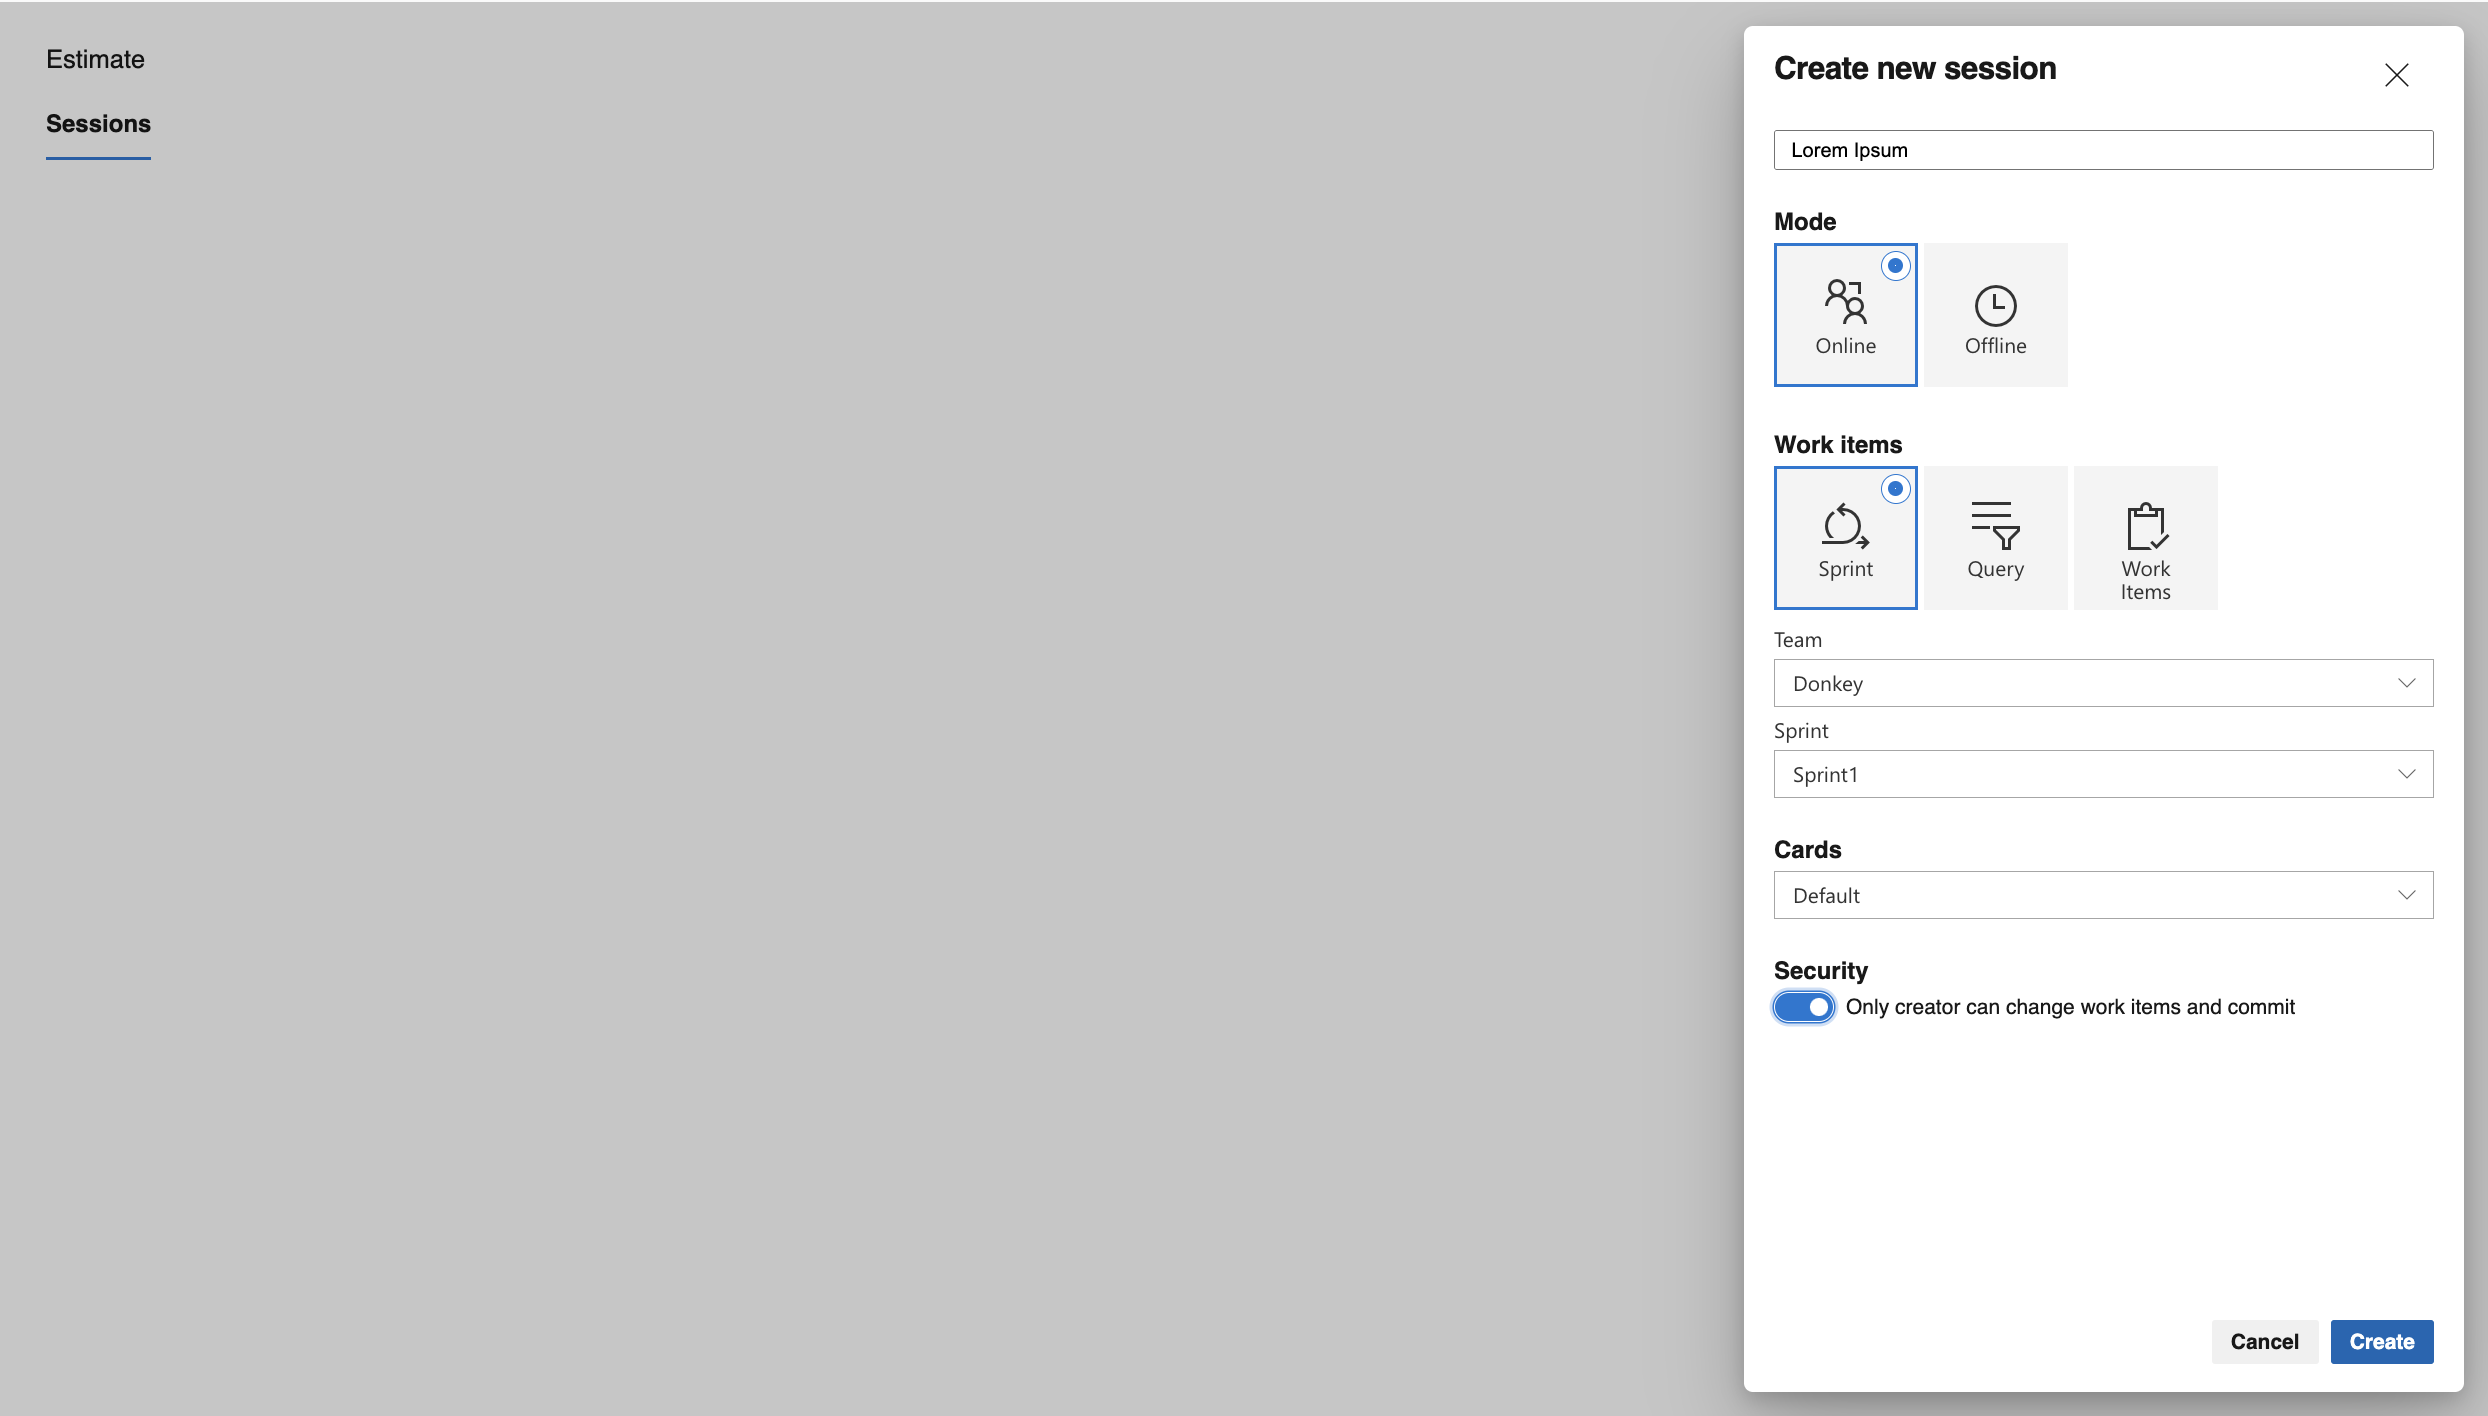 Estimate
Sessions
Create new session
Lorem Ipsum
Mode
Online
Offline
Work items
Sprint
Query
Work
Items
Team
Donkey
Sprint
Sprint1
Cards
Default
Security
Only creator can change work items and commit
Cancel
Create